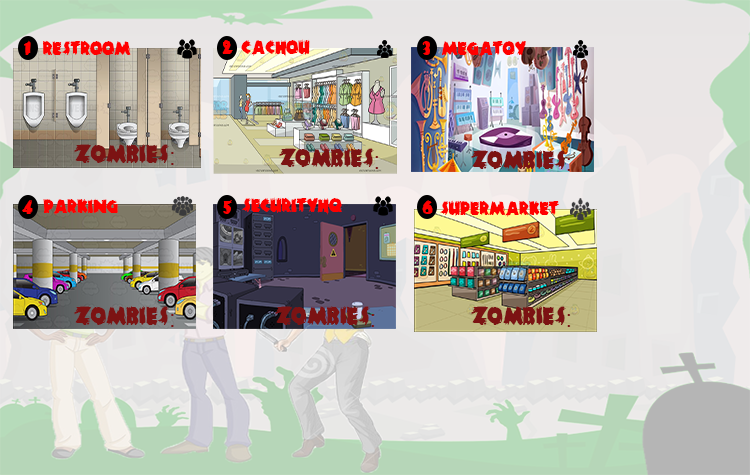 1 RESTROOM
2 CACHOU
3 MEGATOY
ZOMBIES:
ZOMBIES:
ZOMBIES:
4 PARKING
5 SECURITYHQ
6 SUPERMARKET
ZOMBIES:
ZOMBIES:
ZOMBIES: